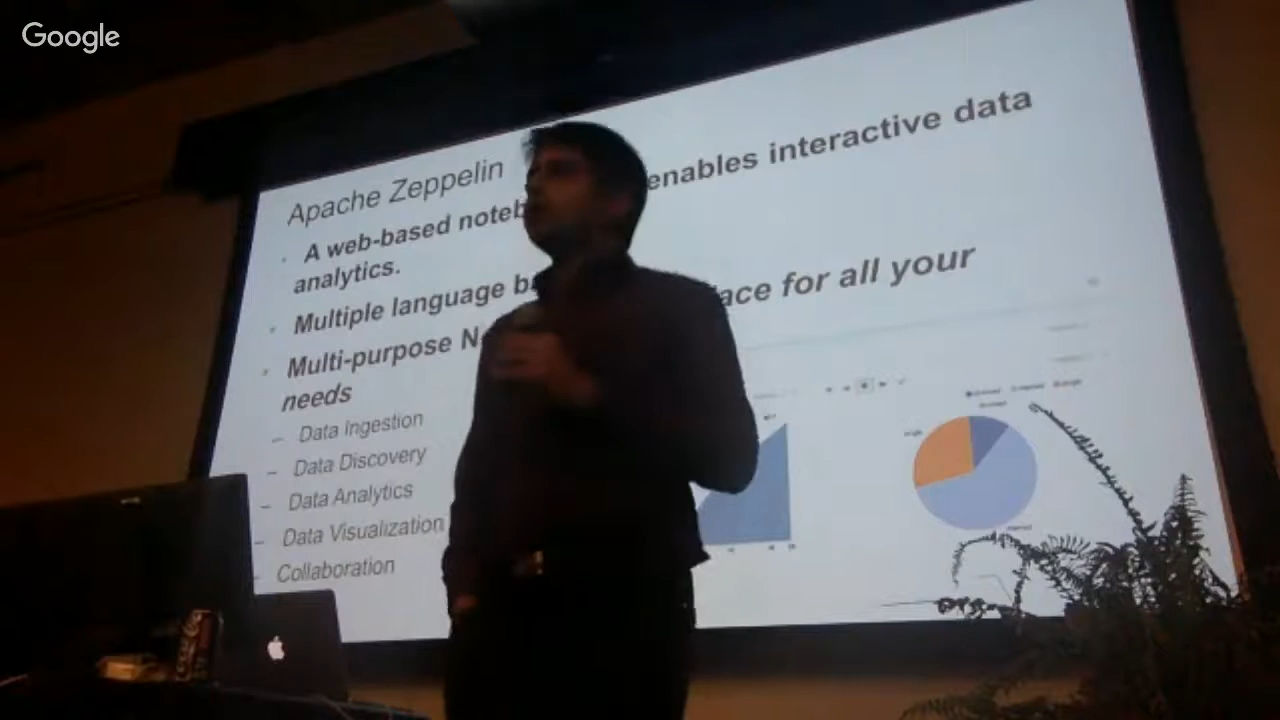 Google
Apache Zeppelin
A web-based noteb enables interactive data
analytics.
Multiple language b
Multi-purpose N ace for all your
needs
Data Ingestion
Data Discovery
Data Analytics
Data Visualization
Collaboration